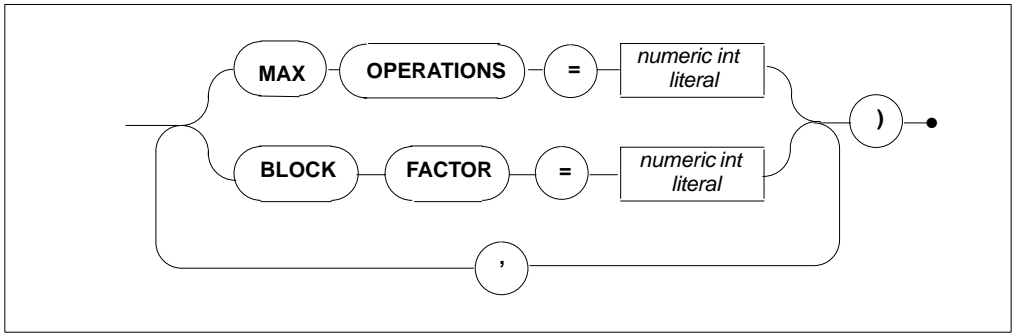 MAX OPERATIONS = numeric int literal
)
BLOCK FACTOR = numeric int literal
,